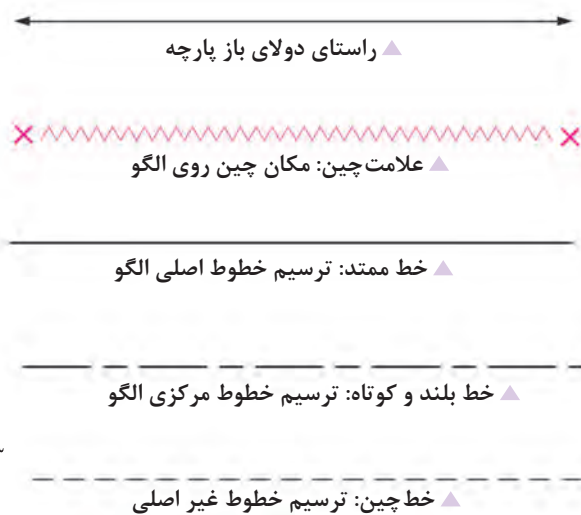 راستای دولای باز پارچه
علامت‌چین: مکان چین روی الگو
خط ممتد: ترسیم خطوط اصلی الگو
خط بلند و کوتاه: ترسیم خطوط مرکزی الگو
خط‌چین: ترسیم خطوط غیر اصلی